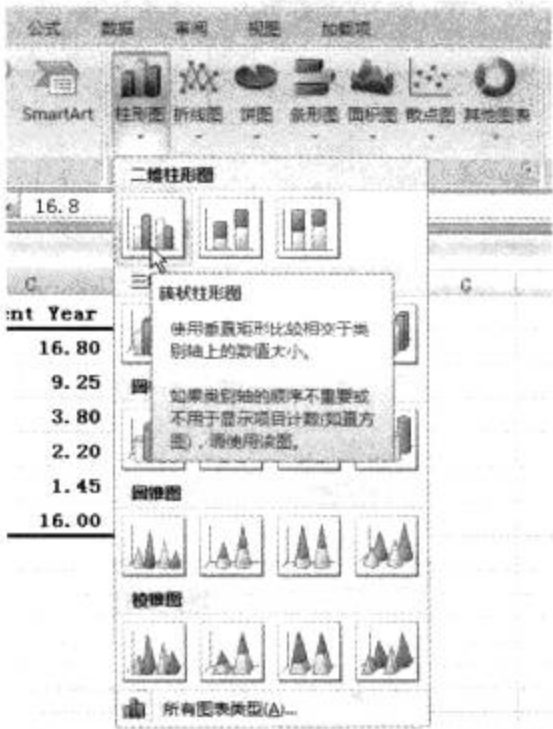 公式 数据 审阅 视图 加载项
SmartArt 柱形图 折线图 饼图 条形图 面积图 散点图 其他图表
二维柱形图
16.8
C G
nt Year
16.80
9.25
3.80
2.20
1.45
16.00
簇状柱形图
使用垂直矩形比较相交于类
别轴上的数值大小。
如果类别轴的顺序不重要或
不用于显示项目计数(如直方
图)，请使用该图。
圆锥图
棱锥图
所有图表类型(A)...